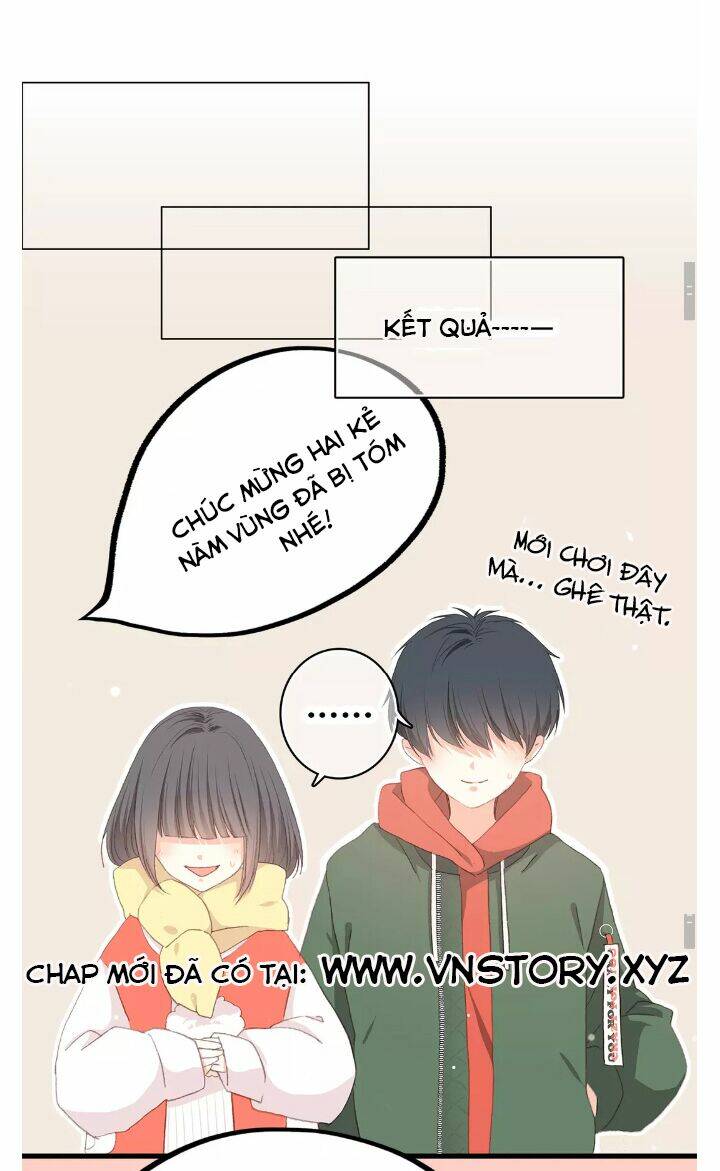 KẾT QUẢ----—
CHÚC MỪNG HAI KẺ
NÀM VÙNG ĐÃ BỊ TÓM
NHÉ!
MỚI CHƠI ĐÂY
MÀ... GHÊ THẬT.
......
CHAP MỚI ĐÃ CÓ TẠI: WWW.VNSTORY.XYZ